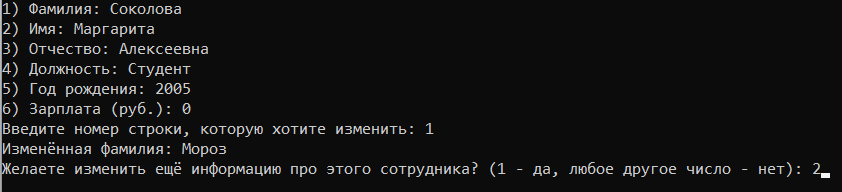 1) Фамилия: Соколова
2) Имя: Маргарита
3) Отчество: Алексеевна
4) Должность: Студент
5) Год рождения: 2005
6) Зарплата (руб.): 0
Введите номер строки, которую хотите изменить: 1
Изменённая фамилия: Мороз
Желаете изменить ещё информацию про этого сотрудника? (1 - да, любое другое число - нет): 2